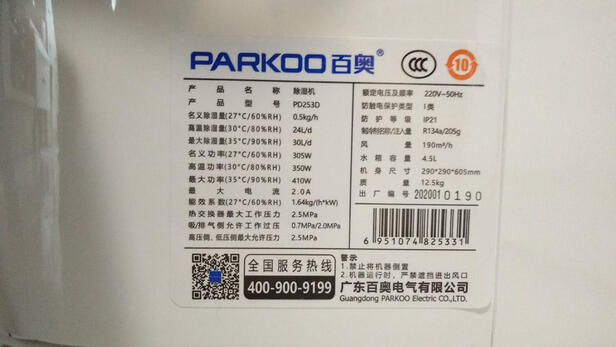 PARKOO百奥®
CCC
10
产品名称 除湿机
产品型号 PD253D
名义除湿量(27°C/60%RH) 0.5kg/h
高温除湿量(30°C/80%RH) 24L/d
最大除湿量(35°C/90%RH) 30L/d
名义功率(27°C/60%RH) 305W
高温功率(30°C/80%RH) 350W
最大功率(35°C/90%RH) 410W
最大电流 2.0A
能效系数(27°C/60%RH) 1.64kg/(h*kW)
热交换器最大工作压力 2.5MPa
吸/排气侧允许工作过压 0.7MPa/2.0MPa
高压侧、低压侧最大允许压力 2.5MPa
额定电压及频率 220V~50Hz
防触电保护类型 I类
防护等级 IP21
制冷剂名称/注入量 R134a/205g
风量 190m³/h
水箱容量 4.5L
机身尺寸 290*290*605mm
质量 12.5kg
出厂编号 2020010190
6 951074 825331
全国服务热线
400-900-9199
警示
1.禁止将机器倒置
2.机器运行时，严禁遮挡进出风口
广东百奥电气有限公司
Guangdong PARKOO Electric CO.,LTD.